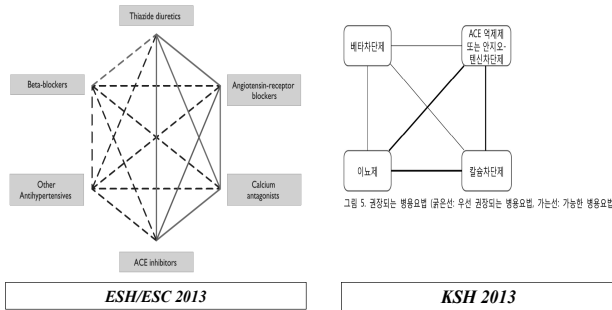 Thiazide diuretics
Beta-blockers
Angiotensin-receptor
blockers
Other
Antihypertensives
Calcium
antagonists
ACE inhibitors
ESH/ESC 2013
베타차단제
ACE 억제제
또는 안지오-
텐신차단제
이뇨제
칼슘차단제
그림 5. 권장되는 병용요법 (굵은선: 우선 권장되는 병용요법, 가는선: 가능한 병용요법
KSH 2013